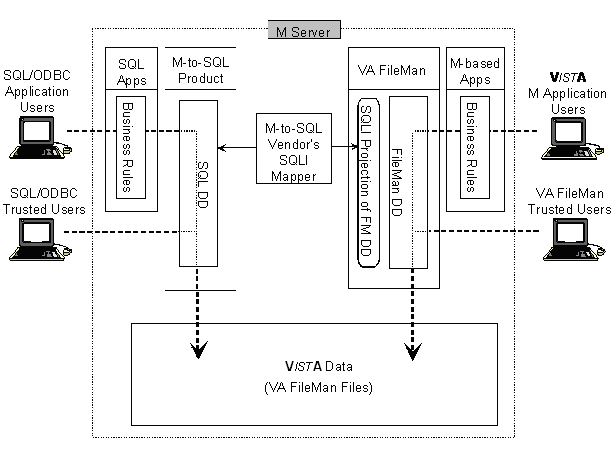 M Server
SQL/ODBC
Application
Users
SQL
Apps
M-to-SQL
Product
VA FileMan
M-based
Apps
VISTA
M Application
Users
Business Rules
SQL DD
M-to-SQL
Vendor's
SQLI
Mapper
SQLI Projection of FM DD
FileMan DD
Business Rules
SQL/ODBC
Trusted Users
VA FileMan
Trusted Users
VISTA Data
(VA FileMan Files)